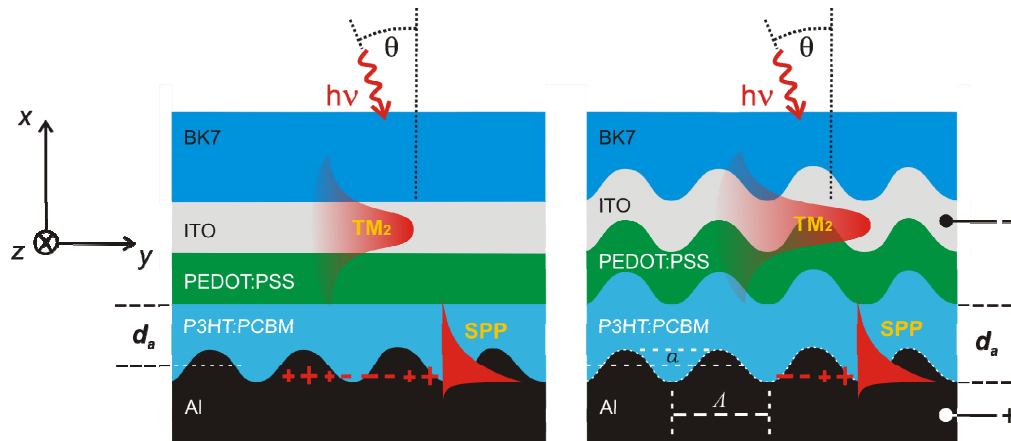 θ
hν
x
BK7
TM₂
ITO
z
y
PEDOT:PSS
dₐ
P3HT:PCBM
SPP
+ + + - - - - + +
Al
θ
hν
BK7
ITO
TM₂
-
PEDOT:PSS
P3HT:PCBM
SPP
a
dₐ
- - - + +
Al
Λ
+